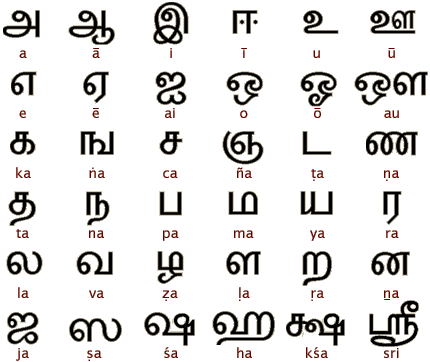 அ ஆ இ ஈ உ ஊ
a ā i ī u ū
எ ஏ ஐ ஒ ஓ ஔ
e ē ai o ō au
க ங ச ஞ ட ண
ka ṅa ca ña ṭa ṇa
த ந ப ம ய ர
ta na pa ma ya ra
ல வ ழ ள ற ன
la va ẓa ḷa ṛa ṉa
ஜ ஸ ஷ ஹ க்ஷ ஸ்ரீ
ja ṣa śa ha kśa sri